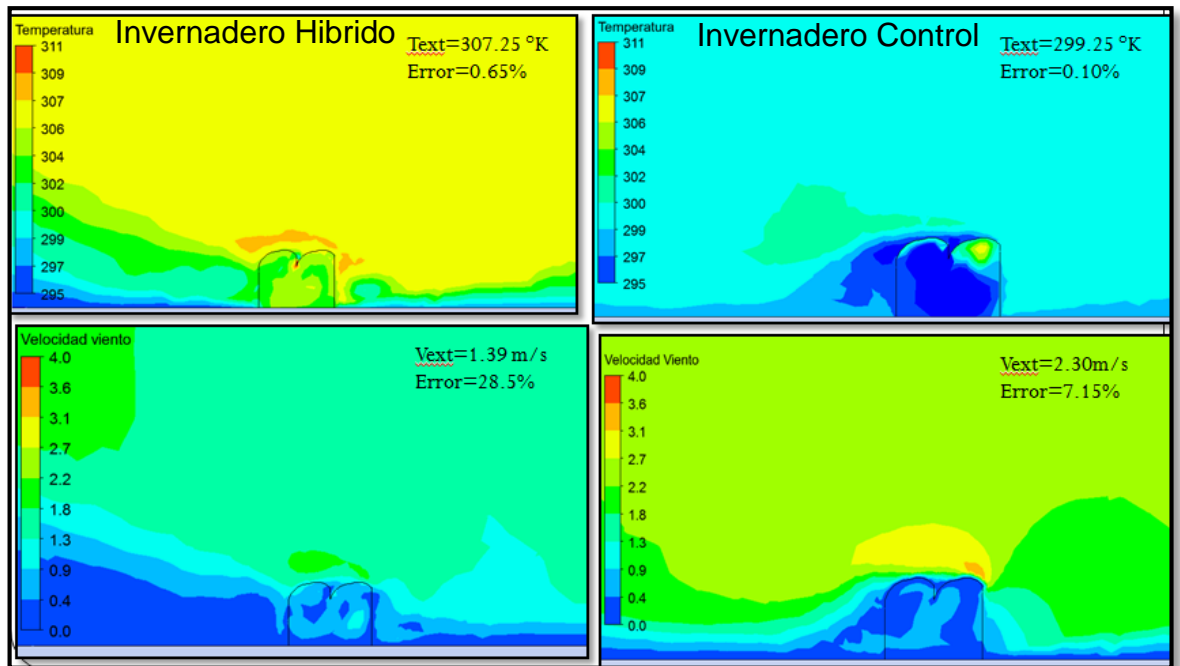 Invernadero Hibrido
Temperatura
311
309
307
306
304
302
300
299
297
295
Text=307.25 °K
Error=0.65%
Invernadero Control
Temperatura
311
309
307
306
304
302
300
299
297
295
Text=299.25 °K
Error=0.10%
Velocidad viento
4.0
3.6
3.1
2.7
2.2
1.8
1.3
0.9
0.4
0.0
Vext=1.39 m/s
Error=28.5%
Velocidad Viento
4.0
3.6
3.1
2.7
2.2
1.8
1.3
0.9
0.4
0.0
Vext=2.30m/s
Error=7.15%